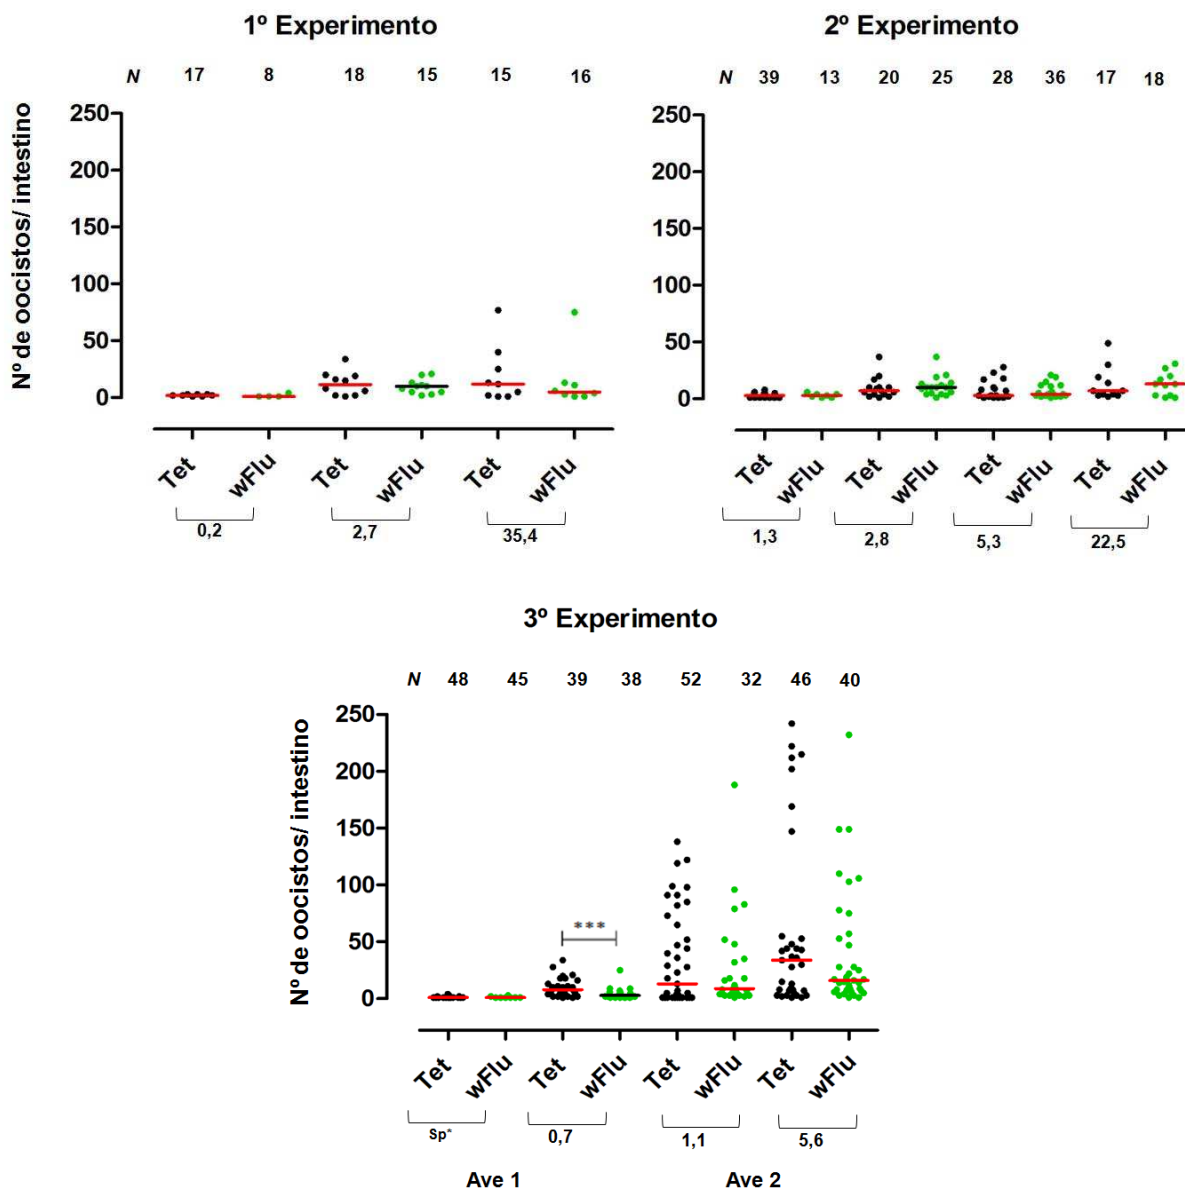 1º Experimento
N 17 8 18 15 15 16
Nº de oocistos/ intestino
250
200
150
100
50
0
Tet wFlu Tet wFlu Tet wFlu
0,2 2,7 35,4
2º Experimento
N 39 13 20 25 28 36 17 18
250
200
150
100
50
0
Tet wFlu Tet wFlu Tet wFlu Tet wFlu
1,3 2,8 5,3 22,5
3º Experimento
N 48 45 39 38 52 32 46 40
Nº de oocistos/ intestino
250
200
150
100
50
0
***
Tet wFlu Tet wFlu Tet wFlu Tet wFlu
Sp* 0,7 1,1 5,6
Ave 1 Ave 2